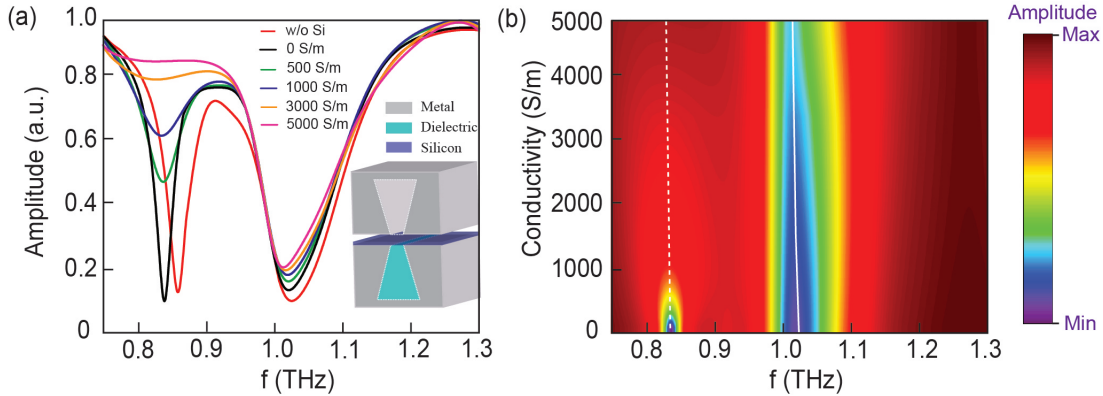 (a)
1.0
0.8
0.6
0.4
0.2
0
Amplitude (a.u.)
0.8
0.9
1.0
1.1
1.2
1.3
f (THz)
w/o Si
0 S/m
500 S/m
1000 S/m
3000 S/m
5000 S/m
Metal
Dielectric
Silicon
(b)
5000
4000
3000
2000
1000
0
Conductivity (S/m)
0.8
0.9
1.0
1.1
1.2
1.3
f (THz)
Amplitude
Max
Min